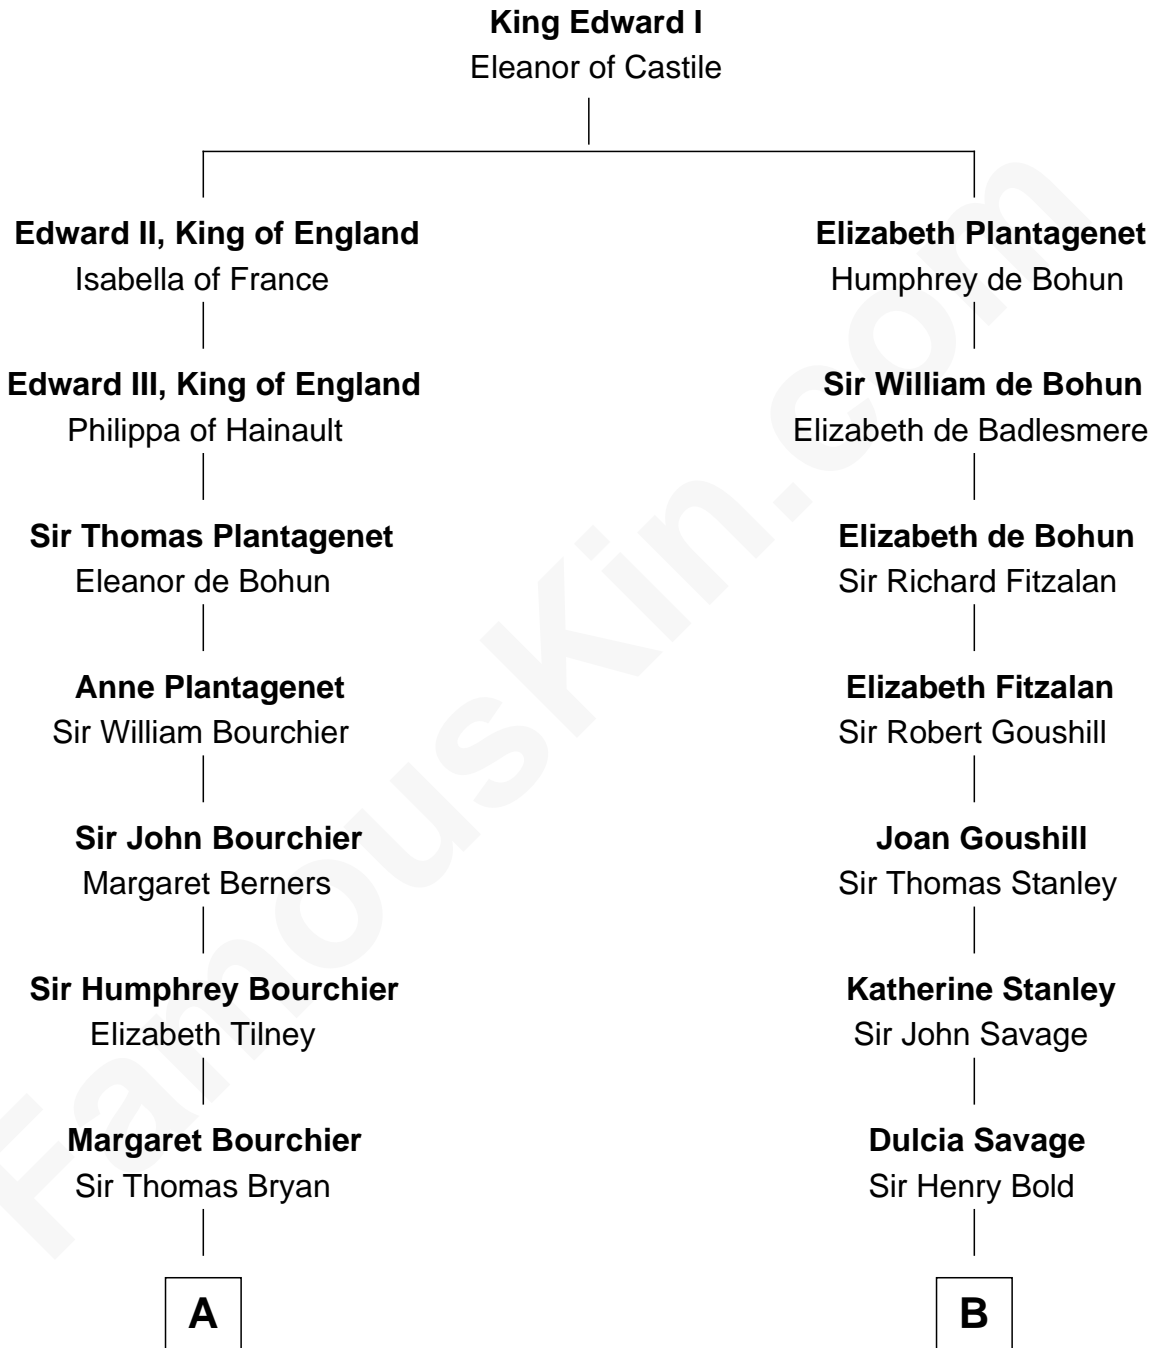 King Edward I
Eleanor of Castile
Edward II, King of England
Isabella of France
Elizabeth Plantagenet
Humphrey de Bohun
Edward III, King of England
Philippa of Hainault
Sir William de Bohun
Elizabeth de Badlesmere
Sir Thomas Plantagenet
Eleanor de Bohun
Elizabeth de Bohun
Sir Richard Fitzalan
Anne Plantagenet
Sir William Bourchier
Elizabeth Fitzalan
Sir Robert Goushill
Sir John Bourchier
Margaret Berners
Joan Goushill
Sir Thomas Stanley
Sir Humphrey Bourchier
Elizabeth Tilney
Katherine Stanley
Sir John Savage
Margaret Bourchier
Sir Thomas Bryan
Dulcia Savage
Sir Henry Bold
A
B
FamousKin.com